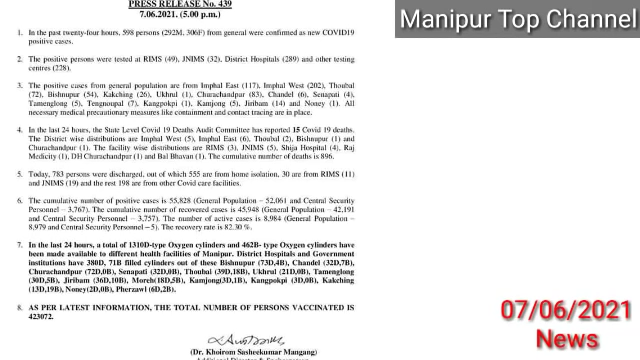 PRESS RELEASE No. 439
7.06.2021. (5.00 p.m.)
Manipur Top Channel
1. In the past twenty-four hours, 598 persons (292M, 306F) from general were confirmed as new COVID19
positive cases.
2. The positive persons were tested at RIMS (49), JNIMS (32), District Hospitals (289) and other testing
centres (228).
3. The positive cases from general population are from Imphal East (117), Imphal West (202), Thoubal
(72), Bishnupur (54), Kakching (26), Ukhrul (1), Churachandpur (83), Chandel (6), Senapati (4),
Tamenglong (5), Tengnoupal (7), Kangpokpi (1), Kamjong (5), Jiribam (14) and Noney (1). All
necessary medical precautionary measures like containment and contact tracing are in place.
4. In the last 24 hours, the State Level Covid 19 Deaths Audit Committee has reported 15 Covid 19 deaths.
The District wise distributions are Imphal West (5), Imphal East (6), Thoubal (2), Bishnupur (1) and
Churachandpur (1). The facility wise distributions are RIMS (3), JNIMS (5), Shija Hospital (4), Raj
Medicity (1), DH Churachandpur (1) and Bal Bhavan (1). The cumulative number of deaths is 896.
5. Today, 783 persons were discharged, out of which 555 are from home isolation, 30 are from RIMS (11)
and JNIMS (19) and the rest 198 are from other Covid care facilities.
6. The cumulative number of positive cases is 55,828 (General Population – 52,061 and Central Security
Personnel – 3,767). The cumulative number of recovered cases is 45,948 (General Population – 42,191
and Central Security Personnel – 3,757). The number of active cases is 8,984 (General Population –
8,979 and Central Security Personnel – 5). The recovery rate is 82.30 %.
7. In the last 24 hours, a total of 1310D-type Oxygen cylinders and 462B- type Oxygen cylinders have
been made available to different health facilities of Manipur. District Hospitals and Government
institutions have 380D, 71B filled cylinders out of these Bishnupur (73D,4B), Chandel (32D,7B),
Churachandpur (72D,0B), Senapati (32D,0B), Thoubal (39D,18B), Ukhrul (21D,0B), Tamenglong
(30D,5B), Jiribam (36D,10B), Moreh(18D,5B), Kamjong(3D,1B), Kangpokpi (3D,0B), Kakching
(13D,19B), Noney(2D,0B), Pherzawl (6D,2B).
8. AS PER LATEST INFORMATION, THE TOTAL NUMBER OF PERSONS VACCINATED IS
423072.
(Dr. Khoirom Sasheekumar Mangang)
07/06/2021
News